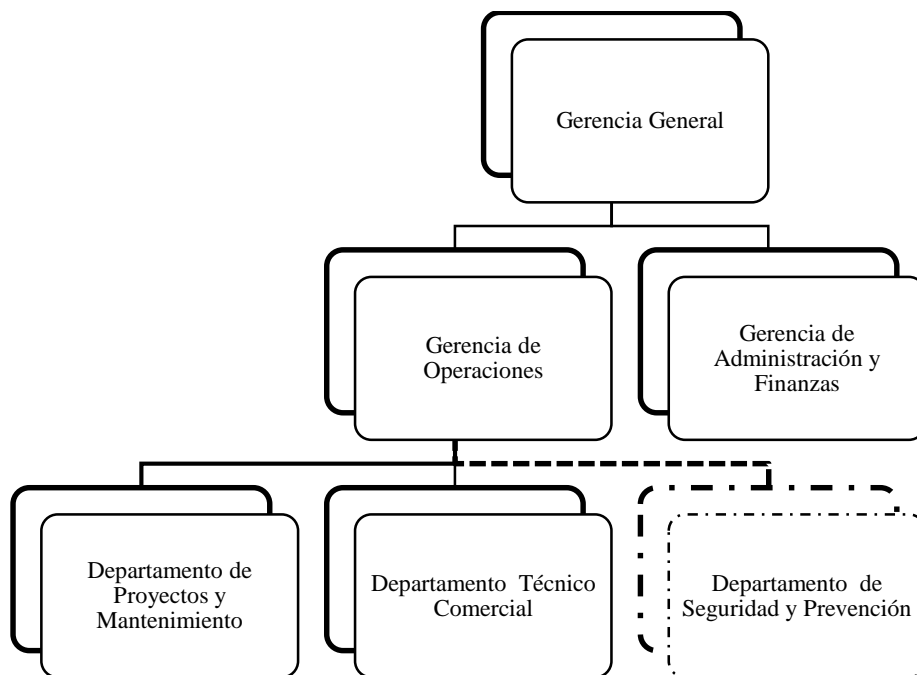 Gerencia General
Gerencia de
Operaciones
Gerencia de
Administración y
Finanzas
Departamento de
Proyectos y
Mantenimiento
Departamento Técnico
Comercial
Departamento de
Seguridad y Prevención